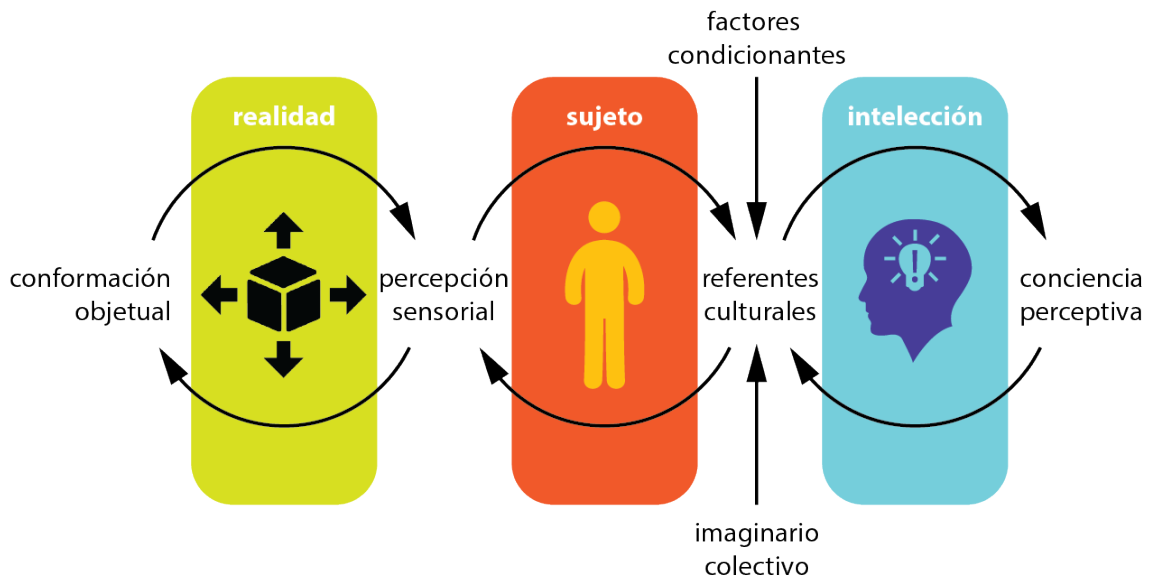 factores
condicionantes
realidad
sujeto
intelección
conformación
objetual
percepción
sensorial
referentes
culturales
conciencia
perceptiva
imaginario
colectivo